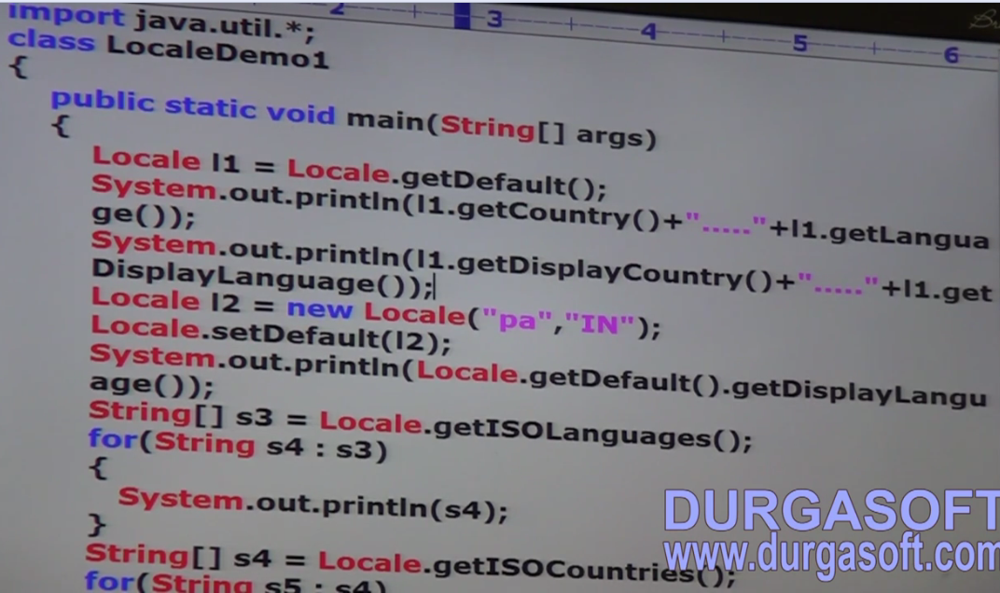 2 3 4 5 6
import java.util.*;
class LocaleDemo1
{
public static void main(String[] args)
{
Locale l1 = Locale.getDefault();
System.out.println(l1.getCountry()+"....."+l1.getLangua
ge());
System.out.println(l1.getDisplayCountry()+"....."+l1.get
DisplayLanguage());
Locale l2 = new Locale("pa","IN");
Locale.setDefault(l2);
System.out.println(Locale.getDefault().getDisplayLangu
age());
String[] s3 = Locale.getISOLanguages();
for(String s4 : s3)
{
System.out.println(s4);
}
String[] s4 = Locale.getISOCountries();
for(String s5 : s4)
DURGASOFT
www.durgasoft.com